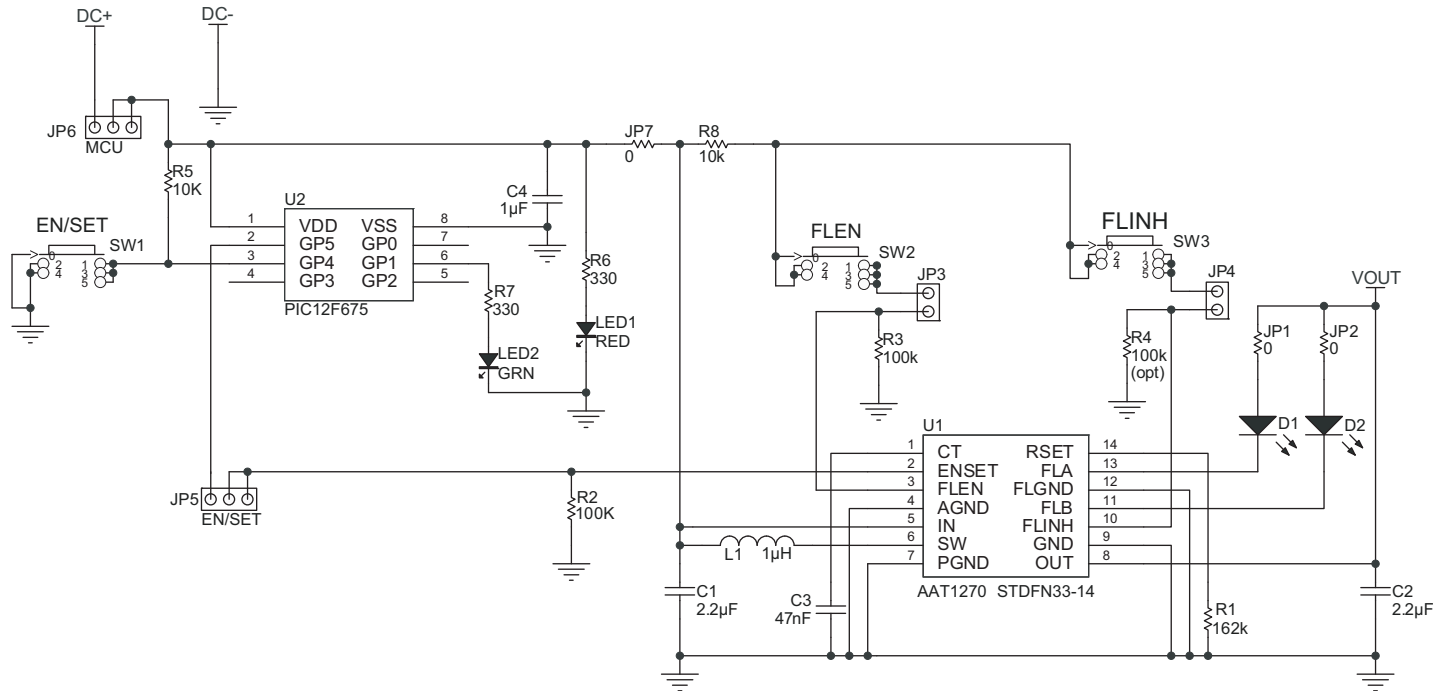 DC+
DC-
JP6
MCU
R5
10K
JP7
0
R8
10k
C4
1µF
U2
1 VDD VSS 8
2 GP5 GP0 7
3 GP4 GP1 6
4 GP3 GP2 5
PIC12F675
EN/SET
SW1
0
2 1
4 3
5
R6
330
R7
330
LED1
RED
LED2
GRN
FLEN
SW2
0
2 1
4 3
5
JP3
FLINH
SW3
0
2 1
4 3
5
JP4
VOUT
R3
100k
R4
100k
(opt)
JP1
0
JP2
0
D1
D2
U1
1 CT RSET 14
2 ENSET FLA 13
3 FLEN FLGND 12
4 AGND FLB 11
5 IN FLINH 10
6 SW GND 9
7 PGND OUT 8
AAT1270 STDFN33-14
JP5
EN/SET
R2
100K
L1 1µH
C1
2.2µF
C3
47nF
R1
162k
C2
2.2µF